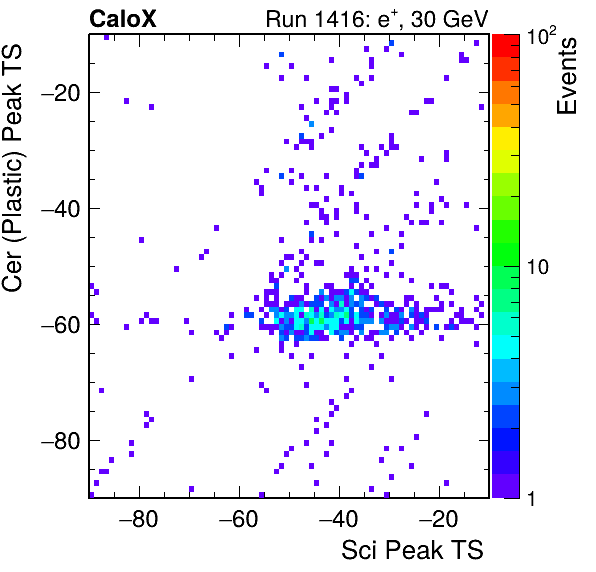 CaloX Run 1416: e⁺, 30 GeV
Cer (Plastic) Peak TS
−20
−40
−60
−80
−80 −60 −40 −20
Sci Peak TS
10²
10
1
Events